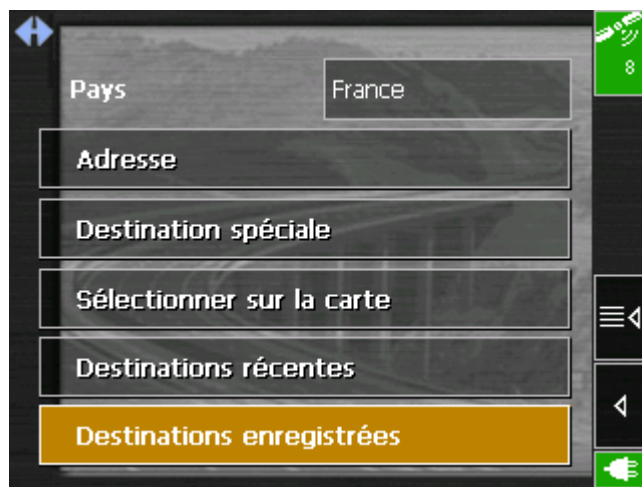 8
Pays France
Adresse
Destination spéciale
Sélectionner sur la carte
Destinations récentes
Destinations enregistrées